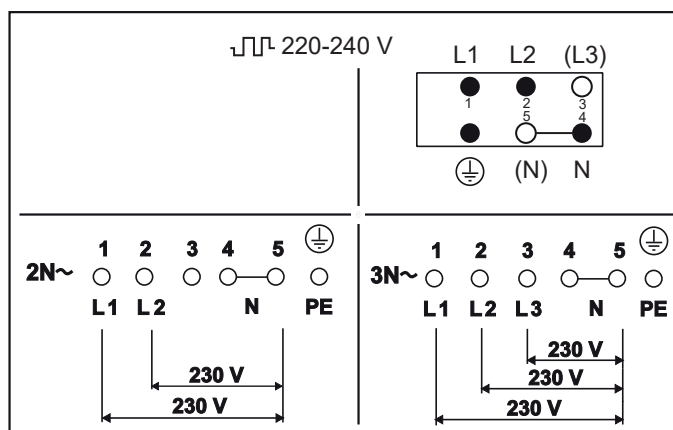 220-240 V
L1 L2 (L3)
1 2 3
5 4
(N) N
1 2 3 4 5
2N~
L1 L2 N PE
230 V
230 V
1 2 3 4 5
3N~
L1 L2 L3 N PE
230 V
230 V
230 V